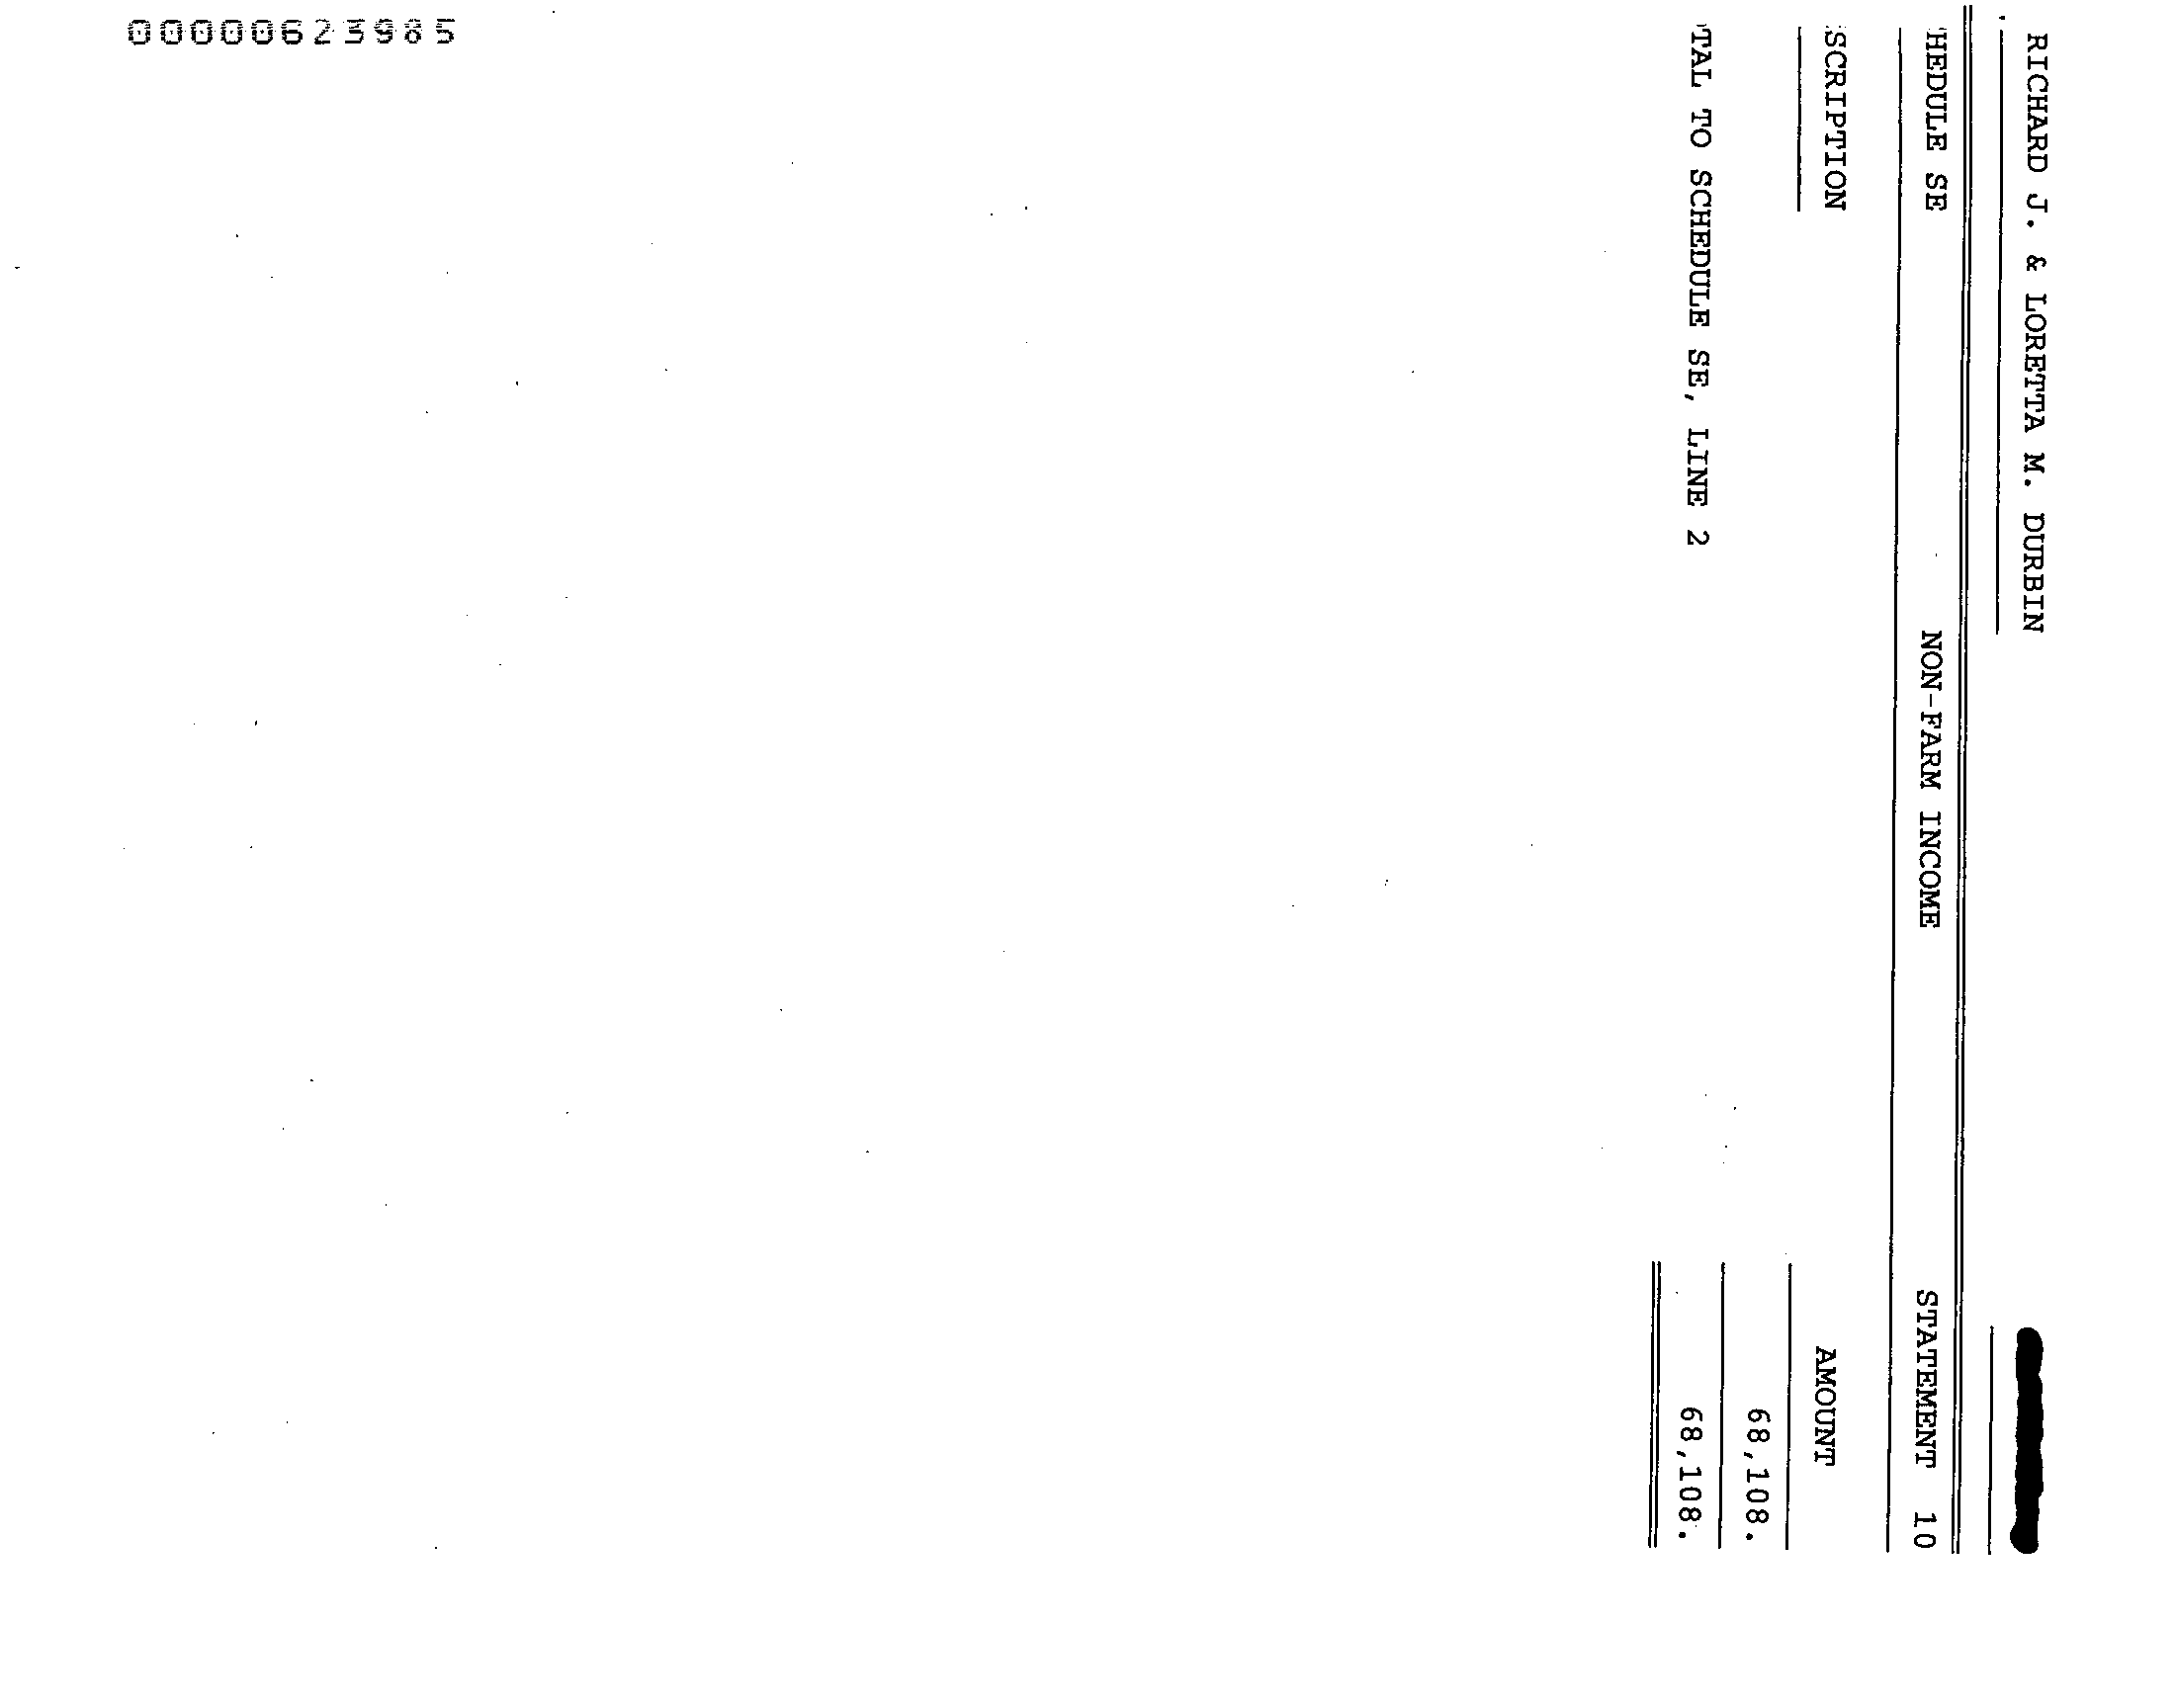 RICHARD J. & LORETTA M. DURBIN
HEDULE SE NON-FARM INCOME STATEMENT 10
SCRIPTION AMOUNT
68,108.
TAL TO SCHEDULE SE, LINE 2 68,108.
00000623985